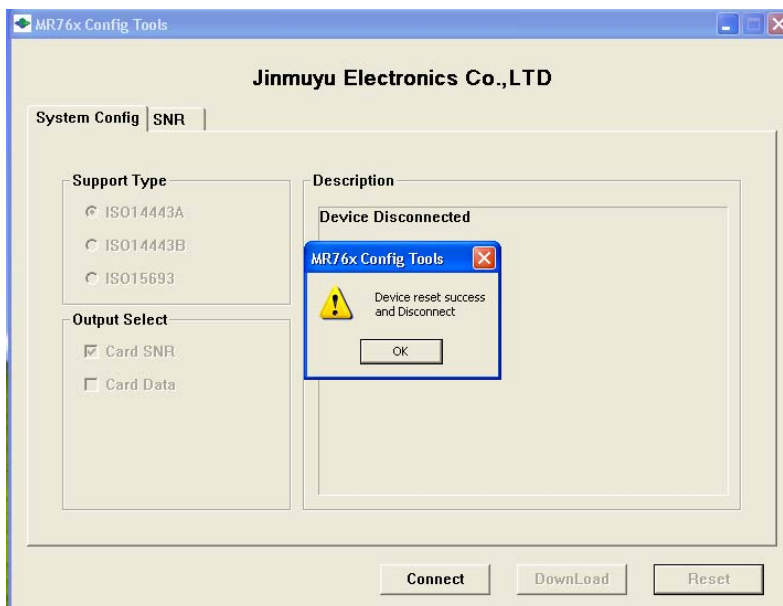 MR76x Config Tools
Jinmuyu Electronics Co.,LTD
System Config
SNR
Support Type
ISO14443A
ISO14443B
ISO15693
Output Select
Card SNR
Card Data
Description
Device Disconnected
MR76x Config Tools
Device reset success
and Disconnect
OK
Connect
DownLoad
Reset